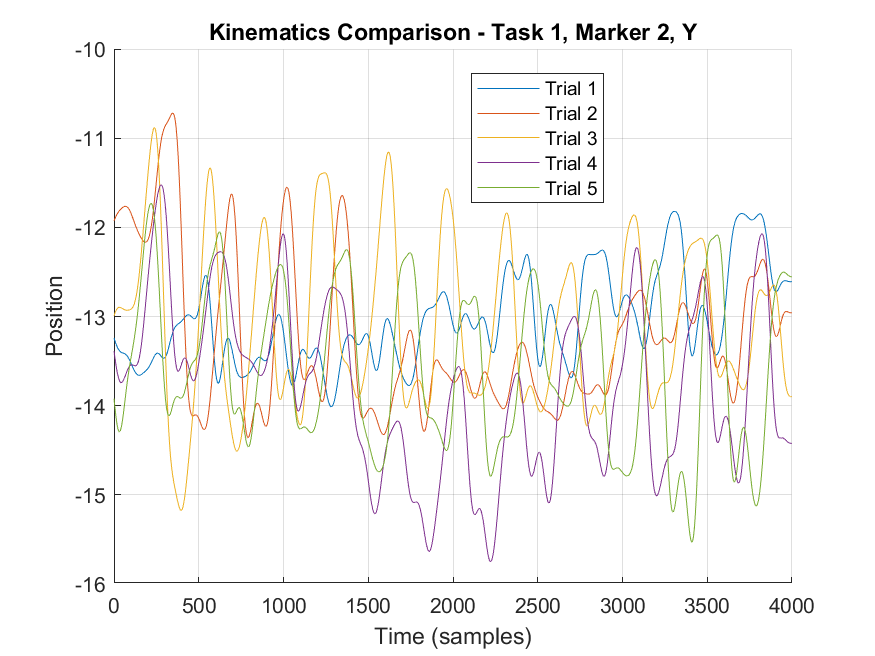 Kinematics Comparison - Task 1, Marker 2, Y
-10
-11
-12
-13
-14
-15
-16
Position
Trial 1
Trial 2
Trial 3
Trial 4
Trial 5
0 500 1000 1500 2000 2500 3000 3500 4000
Time (samples)